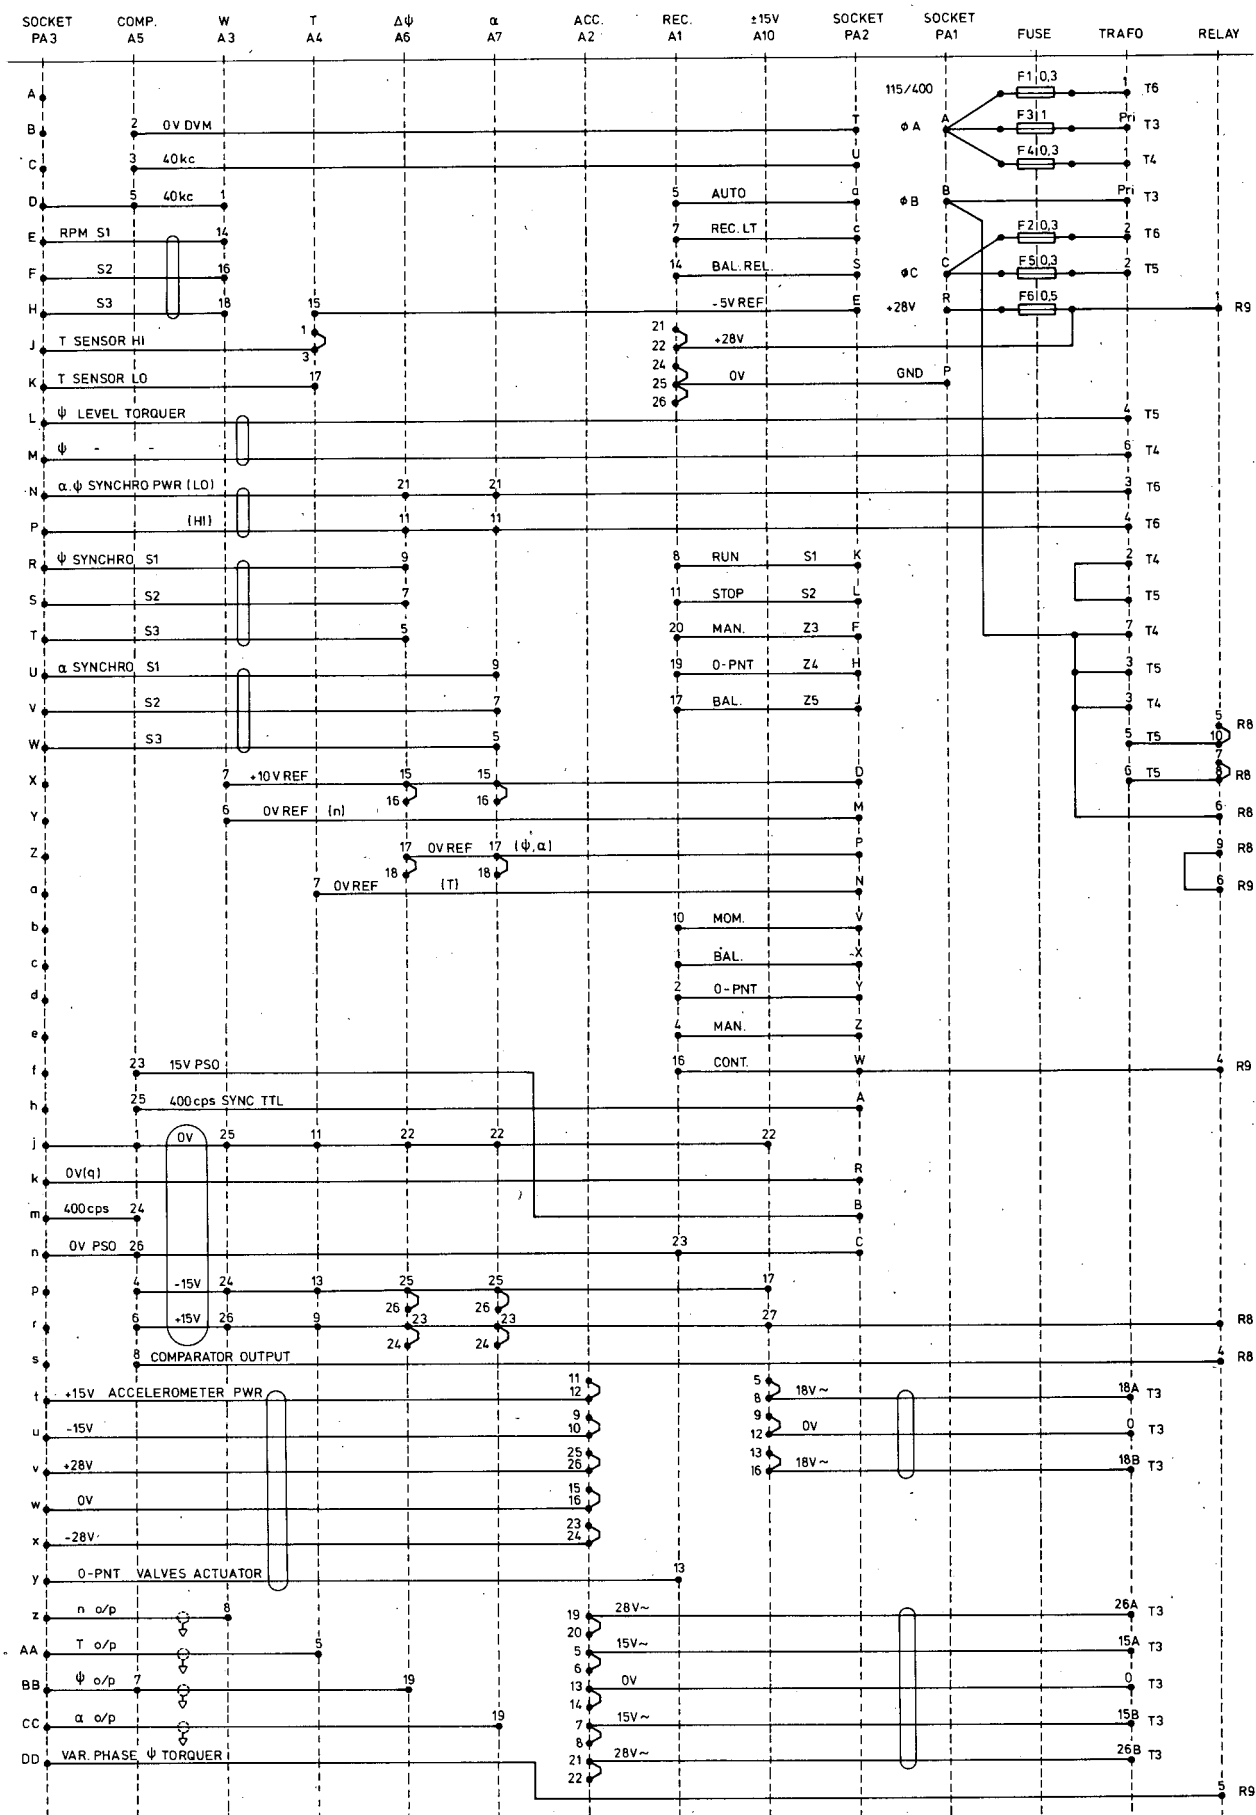 SOCKET COMP. W T Δψ α ACC. REC. ±15V SOCKET SOCKET FUSE TRAFO RELAY
PA3 A5 A3 A4 A6 A7 A2 A1 A10 PA2 PA1
A 115/400 F1 0,3 1 T6
B 2 0V DVM T ΦA A F3 1 Pri T3
C 3 40kc U F4 0,3 1 T4
D 5 40kc 1 5 AUTO a ΦB B Pri T3
E RPM S1 14 7 REC.LT c F2 0,3 2 T6
F S2 16 14 BAL.REL. S ΦC C F5 0,3 2 T5
H S3 18 15 -5V REF E +28V R F6 0,5 1 R9
J T SENSOR HI 1 3 21 22 +28V
K T SENSOR LO 17 24 25 26 0V GND P
L ψ LEVEL TORQUER 4 T5
M ψ - - 6 T4
N α.ψ SYNCHRO PWR (LO) 21 21 3 T6
P (HI) 11 11 4 T6
R ψ SYNCHRO S1 9 8 RUN S1 K 2 T4
S S2 7 11 STOP S2 L 1 T5
T S3 5 20 MAN. Z3 F 7 T4
U α SYNCHRO S1 9 19 0-PNT Z4 H 3 T5
V S2 7 17 BAL. Z5 J 3 T4
W S3 5 5 T5 5 10 R8
X 7 +10V REF 15 16 15 16 D 6 T5 7 8 R8
Y 6 0V REF (n) M 6 R8
Z 17 18 0V REF 17 18 (ψ,α) P 9 R8
a 7 0V REF (T) N 6 R9
b 10 MOM. V
c 1 BAL. X
d 2 0-PNT Y
e 4 MAN. Z
f 23 15V PSO 16 CONT. W 4 R9
h 25 400cps SYNC TTL A
j 1 0V 25 11 22 22 22
k 0V(q) R
m 400cps 24 B
n 0V PSO 26 23 C
p 4 -15V 24 13 25 26 25 26 17
r 6 +15V 26 9 23 24 23 24 27 1 R8
s 8 COMPARATOR OUTPUT 4 R8
t +15V ACCELEROMETER PWR 11 12 5 8 18V~ 18A T3
u -15V 9 10 9 12 0V 0 T3
v +28V 25 26 13 16 18V~ 18B T3
w 0V 15 16
x -28V 23 24
y 0-PNT VALVES ACTUATOR 13
z n o/p 8 19 20 28V~ 26A T3
AA T o/p 5 5 6 15V~ 15A T3
BB ψ o/p 7 19 13 14 0V 0 T3
CC α o/p 19 7 8 15V~ 15B T3
DD VAR. PHASE ψ TORQUER 21 22 28V~ 26B T3
5 R9